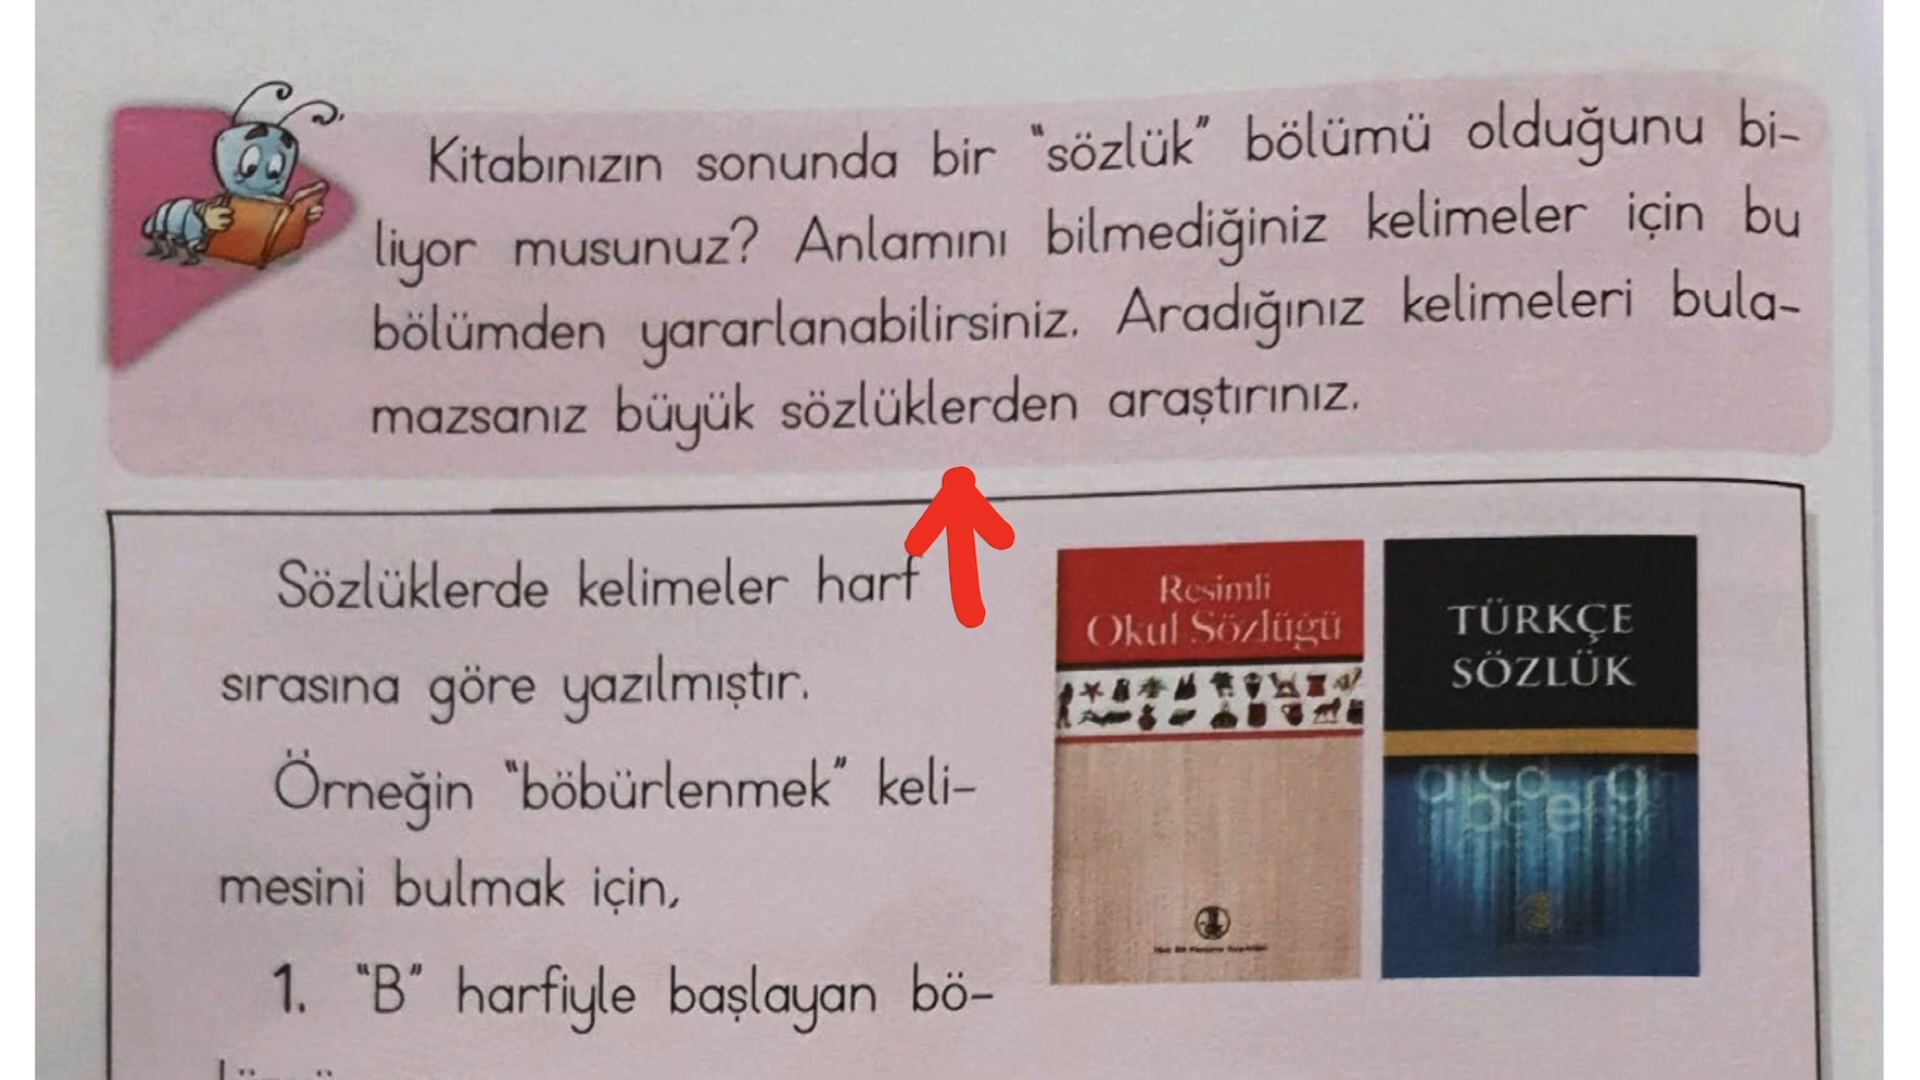 Kitabınızın sonunda bir "sözlük" bölümü olduğunu bi-
liyor musunuz? Anlamını bilmediğiniz kelimeler için bu
bölümden yararlanabilirsiniz. Aradığınız kelimeleri bula-
mazsanız büyük sözlüklerden araştırınız.
Sözlüklerde kelimeler harf
sırasına göre yazılmıştır.
Örneğin "böbürlenmek" keli-
mesini bulmak için,
1. "B" harfiyle başlayan bö-
Resimli
Okul Sözlüğü
TÜRKÇE
SÖZLÜK